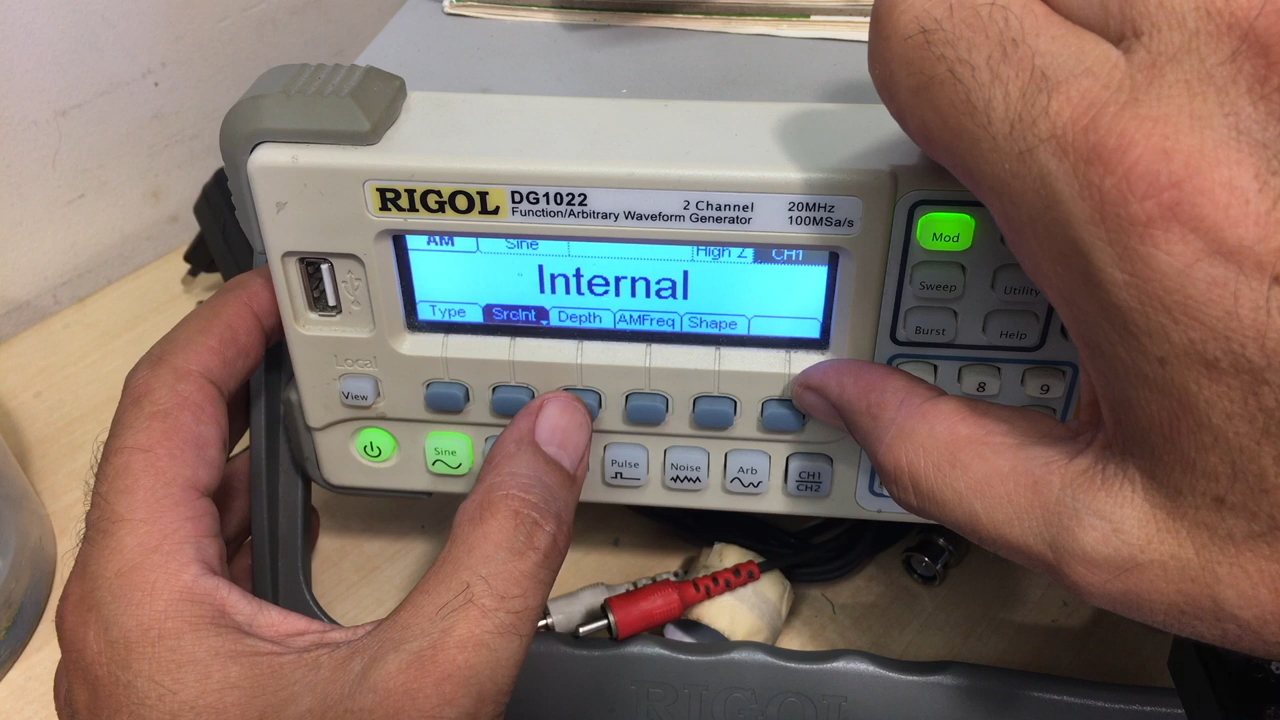 RIGOL DG1022 2 Channel 20MHz
Function/Arbitrary Waveform Generator 100MSa/s
AM Sine High Z CH1
Internal
Type SrcInt Depth AMFreq Shape
Mod
Sweep Utility
Burst Help
8 9
Local
View
Sine Pulse Noise Arb CH1
CH2
RIGOL